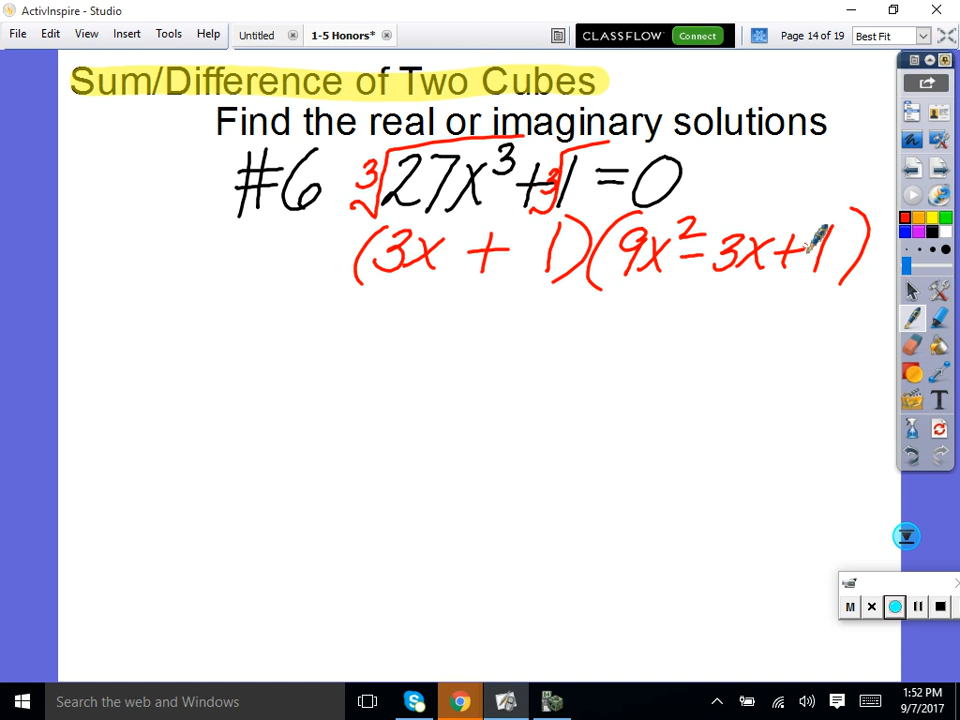 ActivInspire - Studio
File Edit View Insert Tools Help Untitled 1-5 Honors* CLASSFLOW Connect Page 14 of 19 Best Fit
Sum/Difference of Two Cubes
Find the real or imaginary solutions
#6 ∛27x³+∛1=0
(3x + 1)(9x²-3x+1)
T
M
Search the web and Windows
1:52 PM
9/7/2017